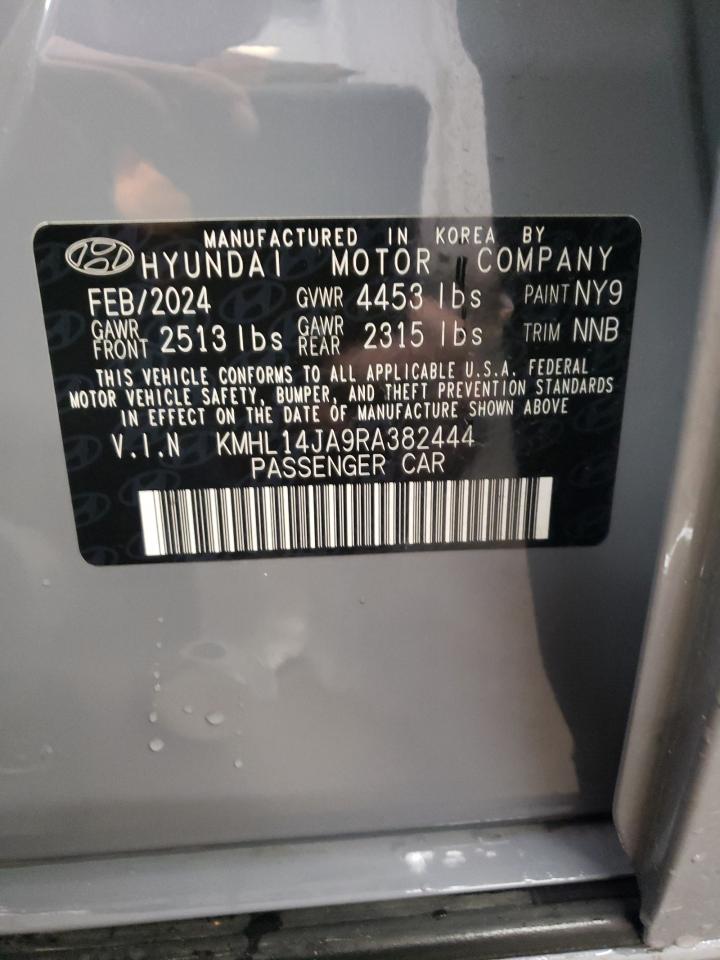 MANUFACTURED IN KOREA BY
HYUNDAI MOTOR COMPANY
FEB/2024 GVWR 4453 lbs PAINT NY9
GAWR FRONT 2513 lbs GAWR REAR 2315 lbs TRIM NNB
THIS VEHICLE CONFORMS TO ALL APPLICABLE U.S.A. FEDERAL
MOTOR VEHICLE SAFETY, BUMPER, AND THEFT PREVENTION STANDARDS
IN EFFECT ON THE DATE OF MANUFACTURE SHOWN ABOVE
V.I.N KMHL14JA9RA382444
PASSENGER CAR